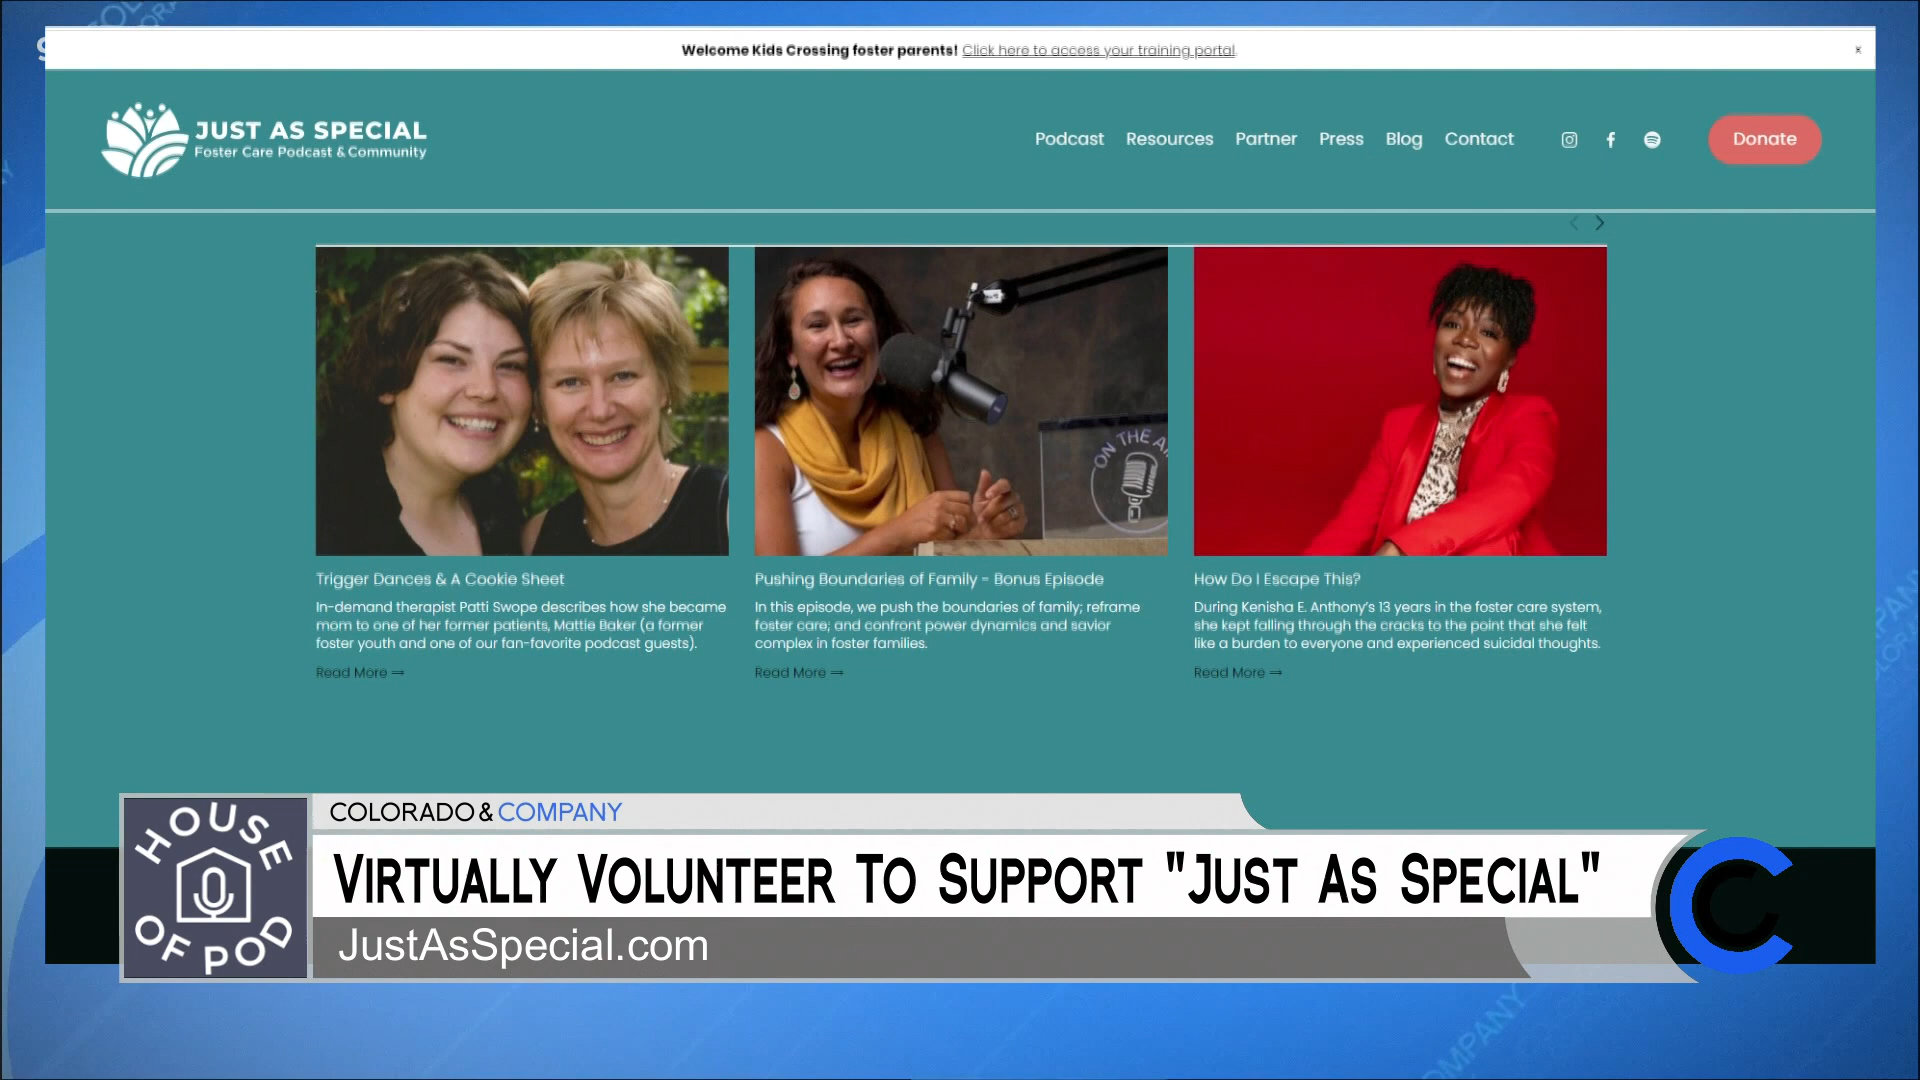 Welcome Kids Crossing foster parents! Click here to access your training portal.
JUST AS SPECIAL
Foster Care Podcast & Community
Podcast Resources Partner Press Blog Contact Donate
ON THE A
Trigger Dances & A Cookie Sheet
In-demand therapist Patti Swope describes how she became
mom to one of her former patients, Mattie Baker (a former
foster youth and one of our fan-favorite podcast guests).
Read More →
Pushing Boundaries of Family - Bonus Episode
In this episode, we push the boundaries of family; reframe
foster care; and confront power dynamics and savior
complex in foster families.
Read More →
How Do I Escape This?
During Kenisha E. Anthony's 13 years in the foster care system,
she kept falling through the cracks to the point that she felt
like a burden to everyone and experienced suicidal thoughts.
Read More →
HOUSE
OF POD
COLORADO & COMPANY
VIRTUALLY VOLUNTEER TO SUPPORT "JUST AS SPECIAL"
JustAsSpecial.com